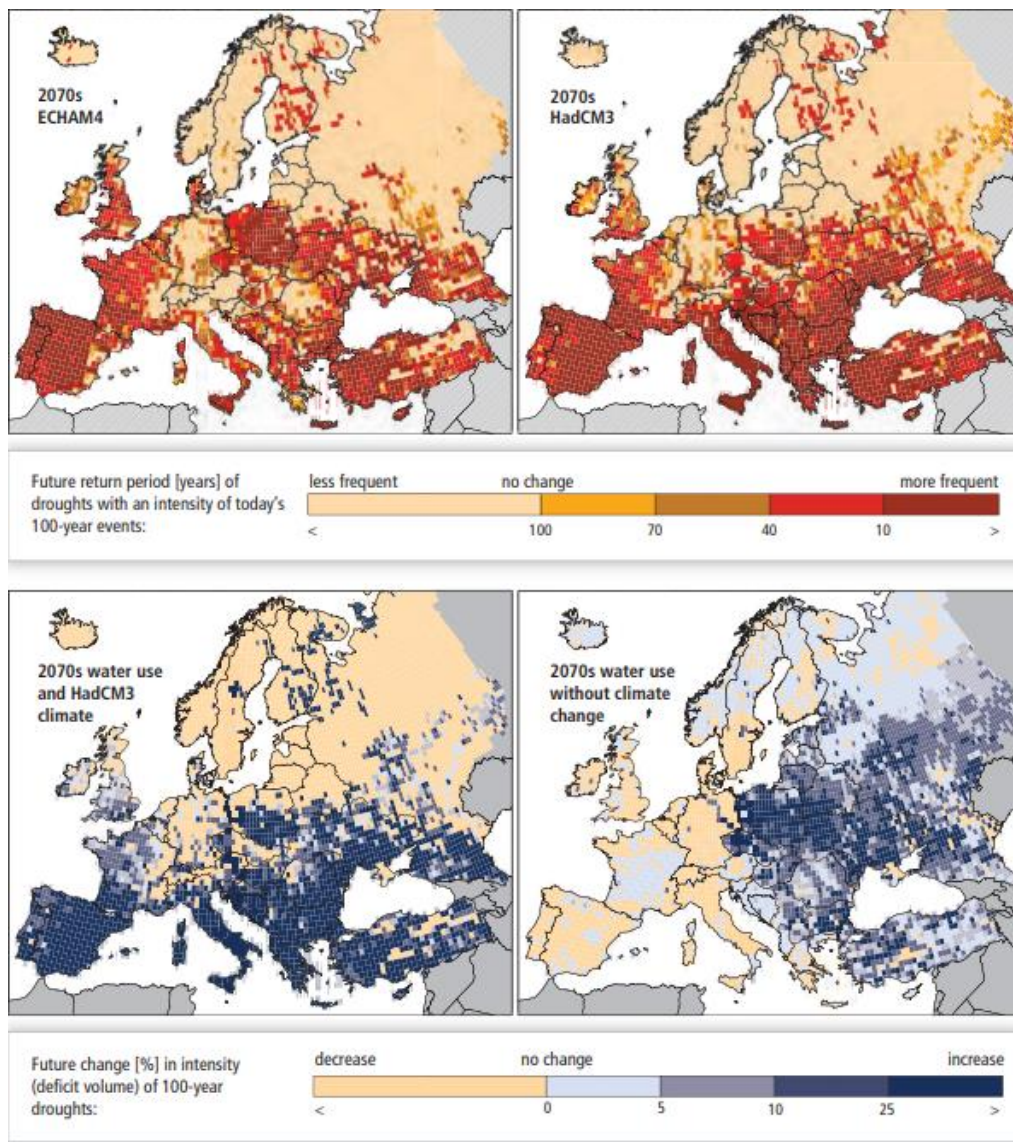 2070s
ECHAM4
2070s
HadCM3
Future return period [years] of
droughts with an intensity of today's
100-year events:
less frequent no change more frequent
< 100 70 40 10 >
2070s water use
and HadCM3
climate
2070s water use
without climate
change
Future change [%] in intensity
(deficit volume) of 100-year
droughts:
decrease no change increase
< 0 5 10 25 >